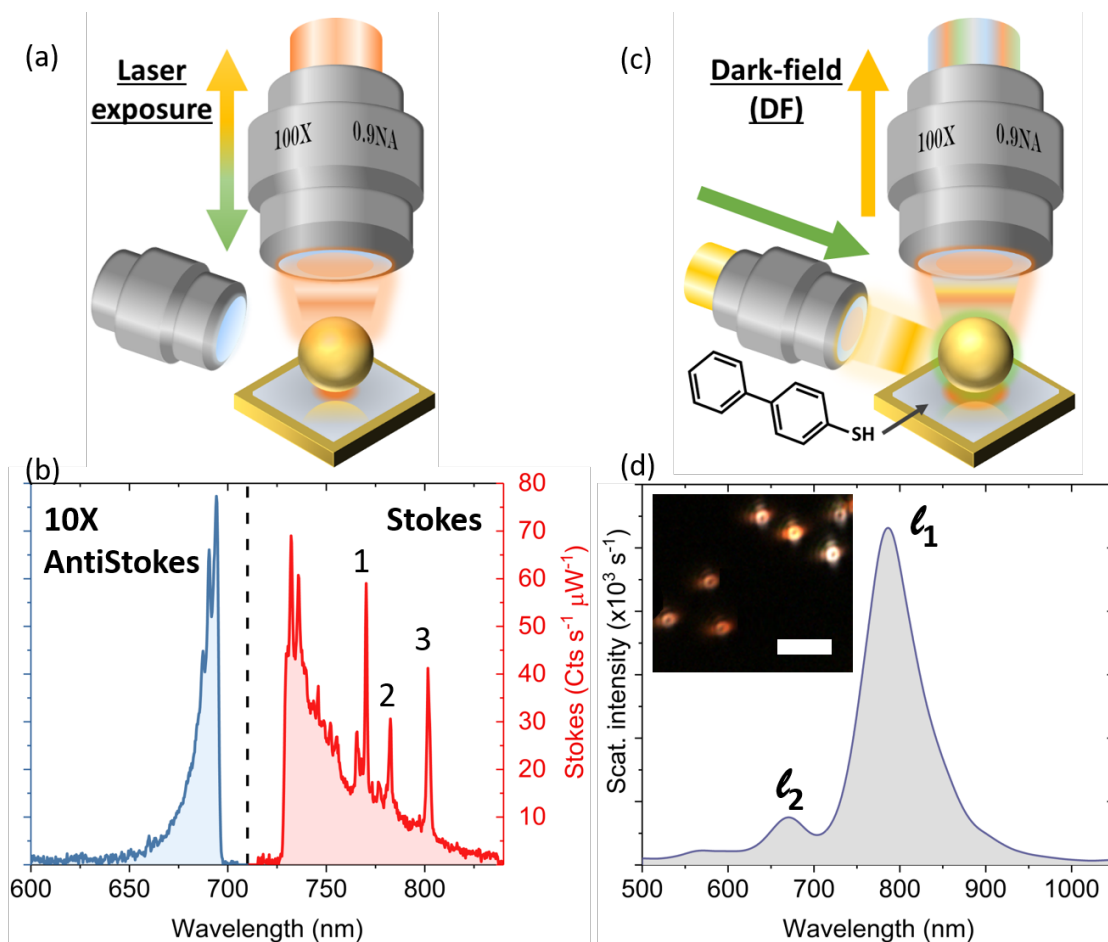 (a)
Laser
exposure
100X 0.9NA
(c)
Dark-field
(DF)
100X 0.9NA
SH
(b)
10X
AntiStokes
Stokes
1
2
3
80
70
60
50
40
30
20
10
Stokes (Cts s⁻¹ μW⁻¹)
600 650 700 750 800
Wavelength (nm)
(d)
ℓ₁
ℓ₂
Scat. intensity (x10³ s⁻¹)
500 600 700 800 900 1000
Wavelength (nm)